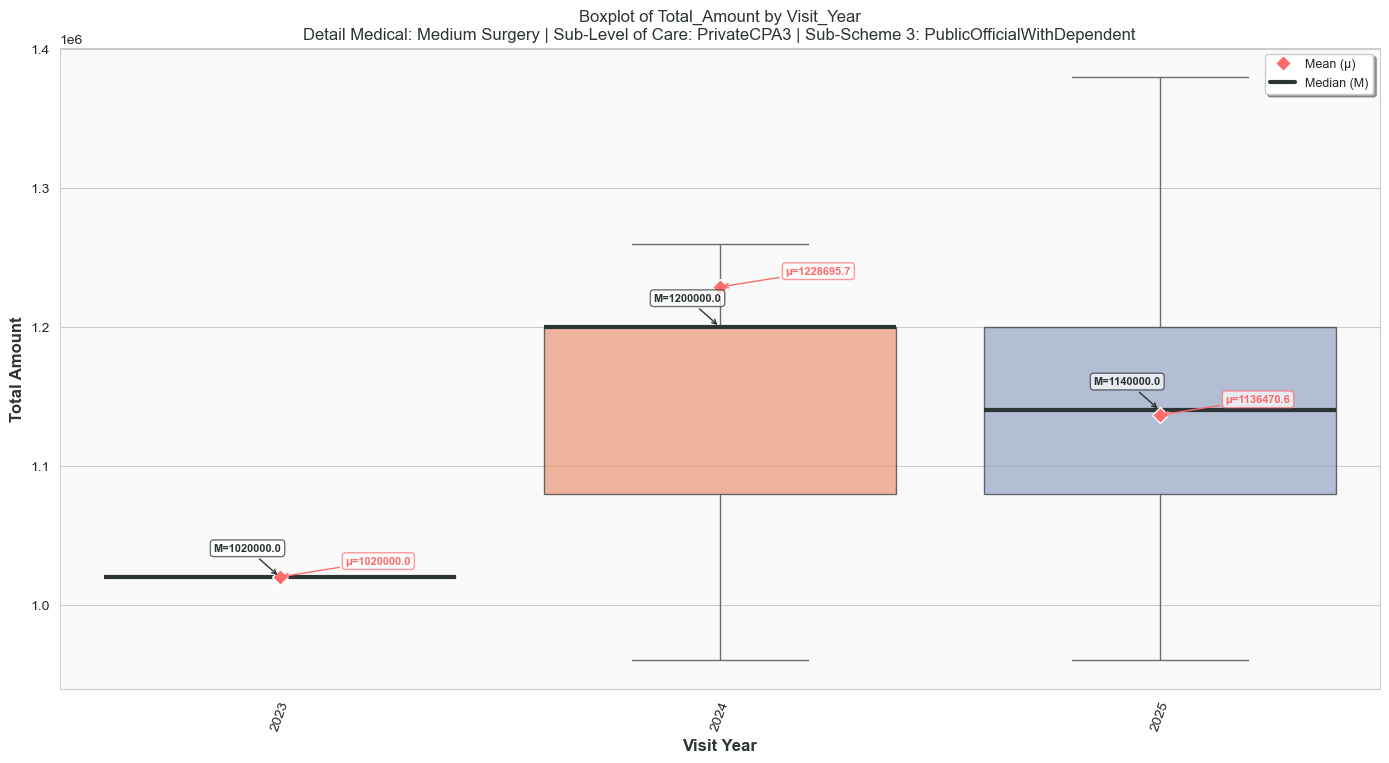 Boxplot of Total_Amount by Visit_Year
Detail Medical: Medium Surgery | Sub-Level of Care: PrivateCPA3 | Sub-Scheme 3: PublicOfficialWithDependent
1e6
1.4
1.3
1.2
1.1
1.0
Total Amount
Mean (μ)
Median (M)
M=1020000.0
μ=1020000.0
M=1200000.0
μ=1228695.7
M=1140000.0
μ=1136470.6
2023
2024
2025
Visit Year